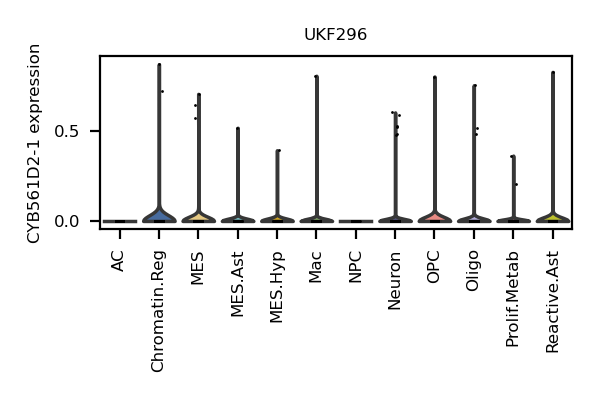 UKF296
CYB561D2-1 expression
0.5
0.0
AC
Chromatin.Reg
MES
MES.Ast
MES.Hyp
Mac
NPC
Neuron
OPC
Oligo
Prolif.Metab
Reactive.Ast